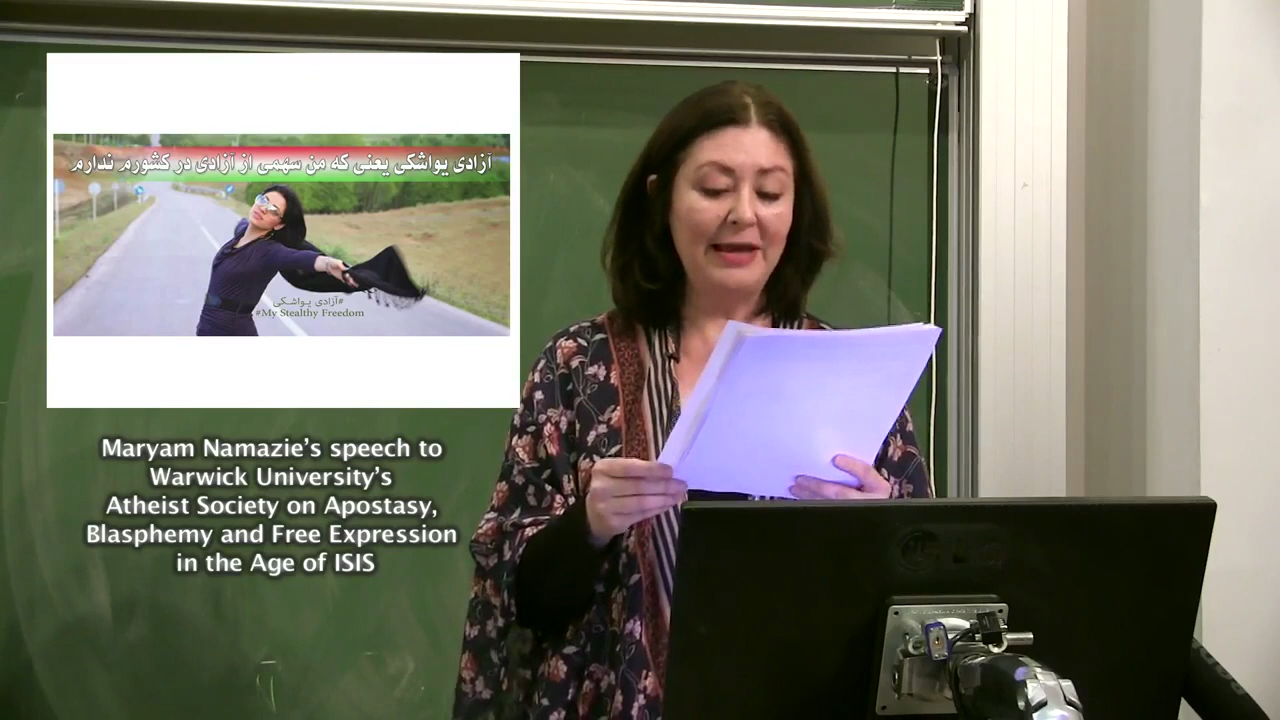 آزادی یواشکی یعنی که من سهمی از آزادی در کشورم ندارم
#آزادی یواشکی
#My Stealthy Freedom
Maryam Namazie’s speech to
Warwick University’s
Atheist Society on Apostasy,
Blasphemy and Free Expression
in the Age of ISIS
LG